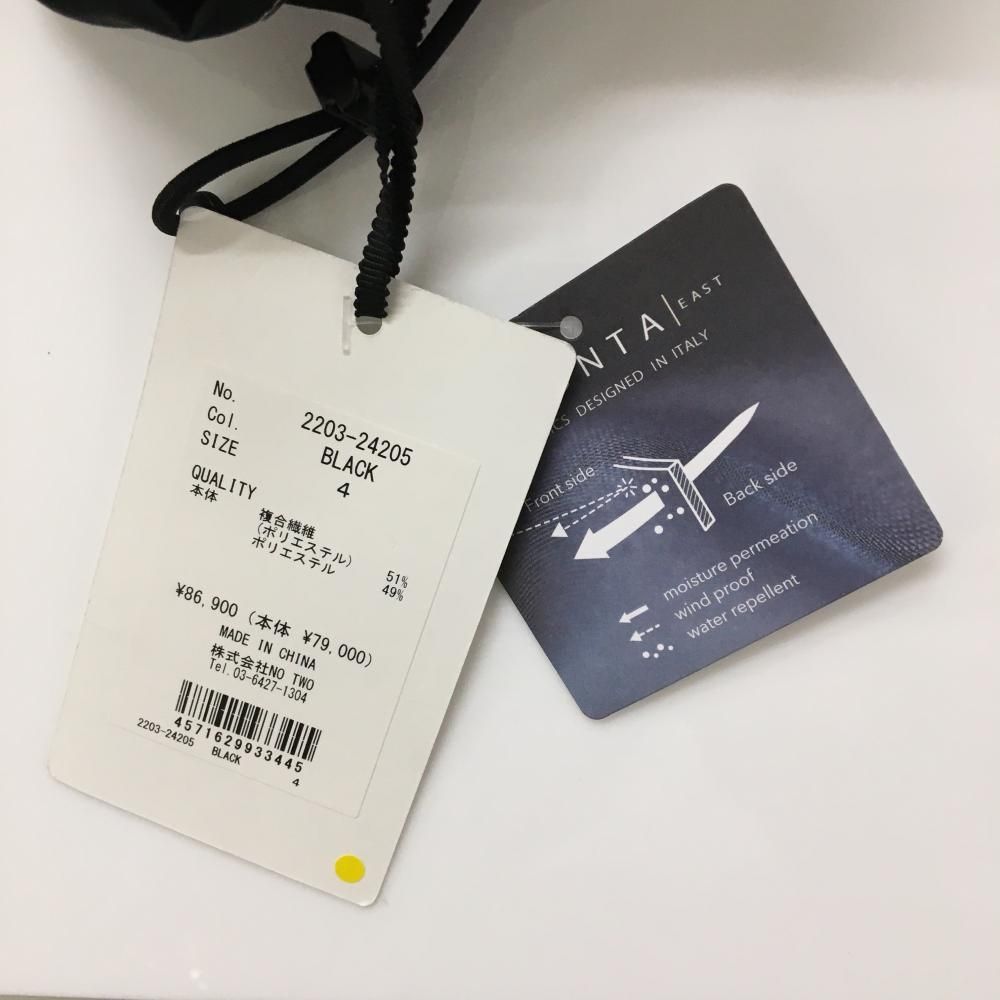 No. 2203-24205
Col. BLACK
SIZE 4
QUALITY
本体
複合繊維
(ポリエステル) 51%
ポリエステル 49%
¥86,900 (本体 ¥79,000)
MADE IN CHINA
株式会社NO TWO
Tel.03-6427-1304
4571629933445
2203-24205 BLACK 4
NTA|EAST
CS DESIGNED IN ITALY
Front side
Back side
moisture permeation
wind proof
water repellent